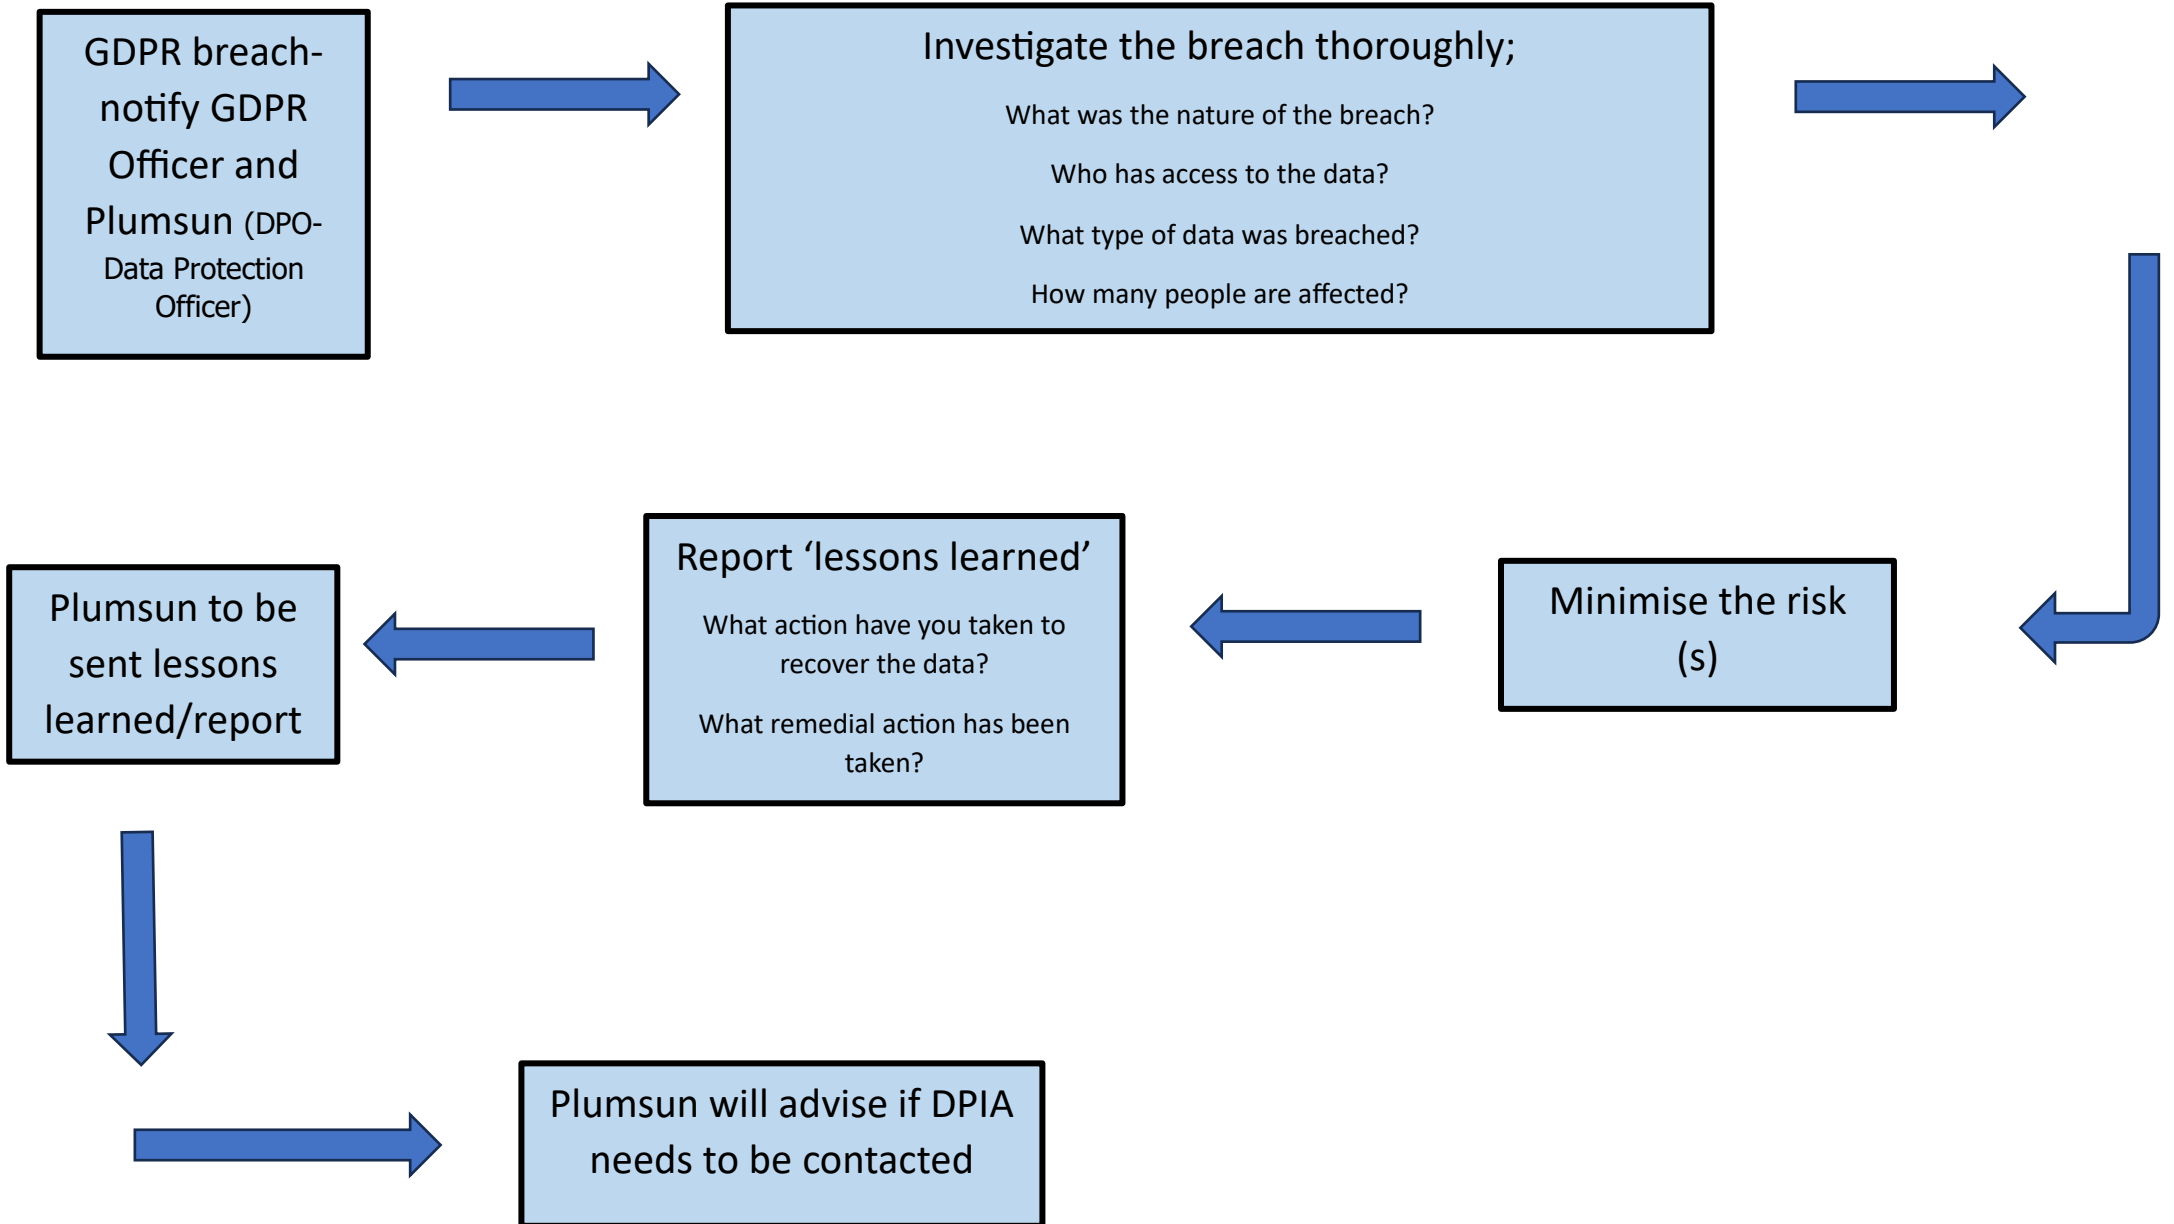 GDPR breach-
notify GDPR
Officer and
Plumsun (DPO-
Data Protection
Officer)
Investigate the breach thoroughly;
What was the nature of the breach?
Who has access to the data?
What type of data was breached?
How many people are affected?
Minimise the risk
(s)
Report ‘lessons learned’
What action have you taken to
recover the data?
What remedial action has been
taken?
Plumsun to be
sent lessons
learned/report
Plumsun will advise if DPIA
needs to be contacted